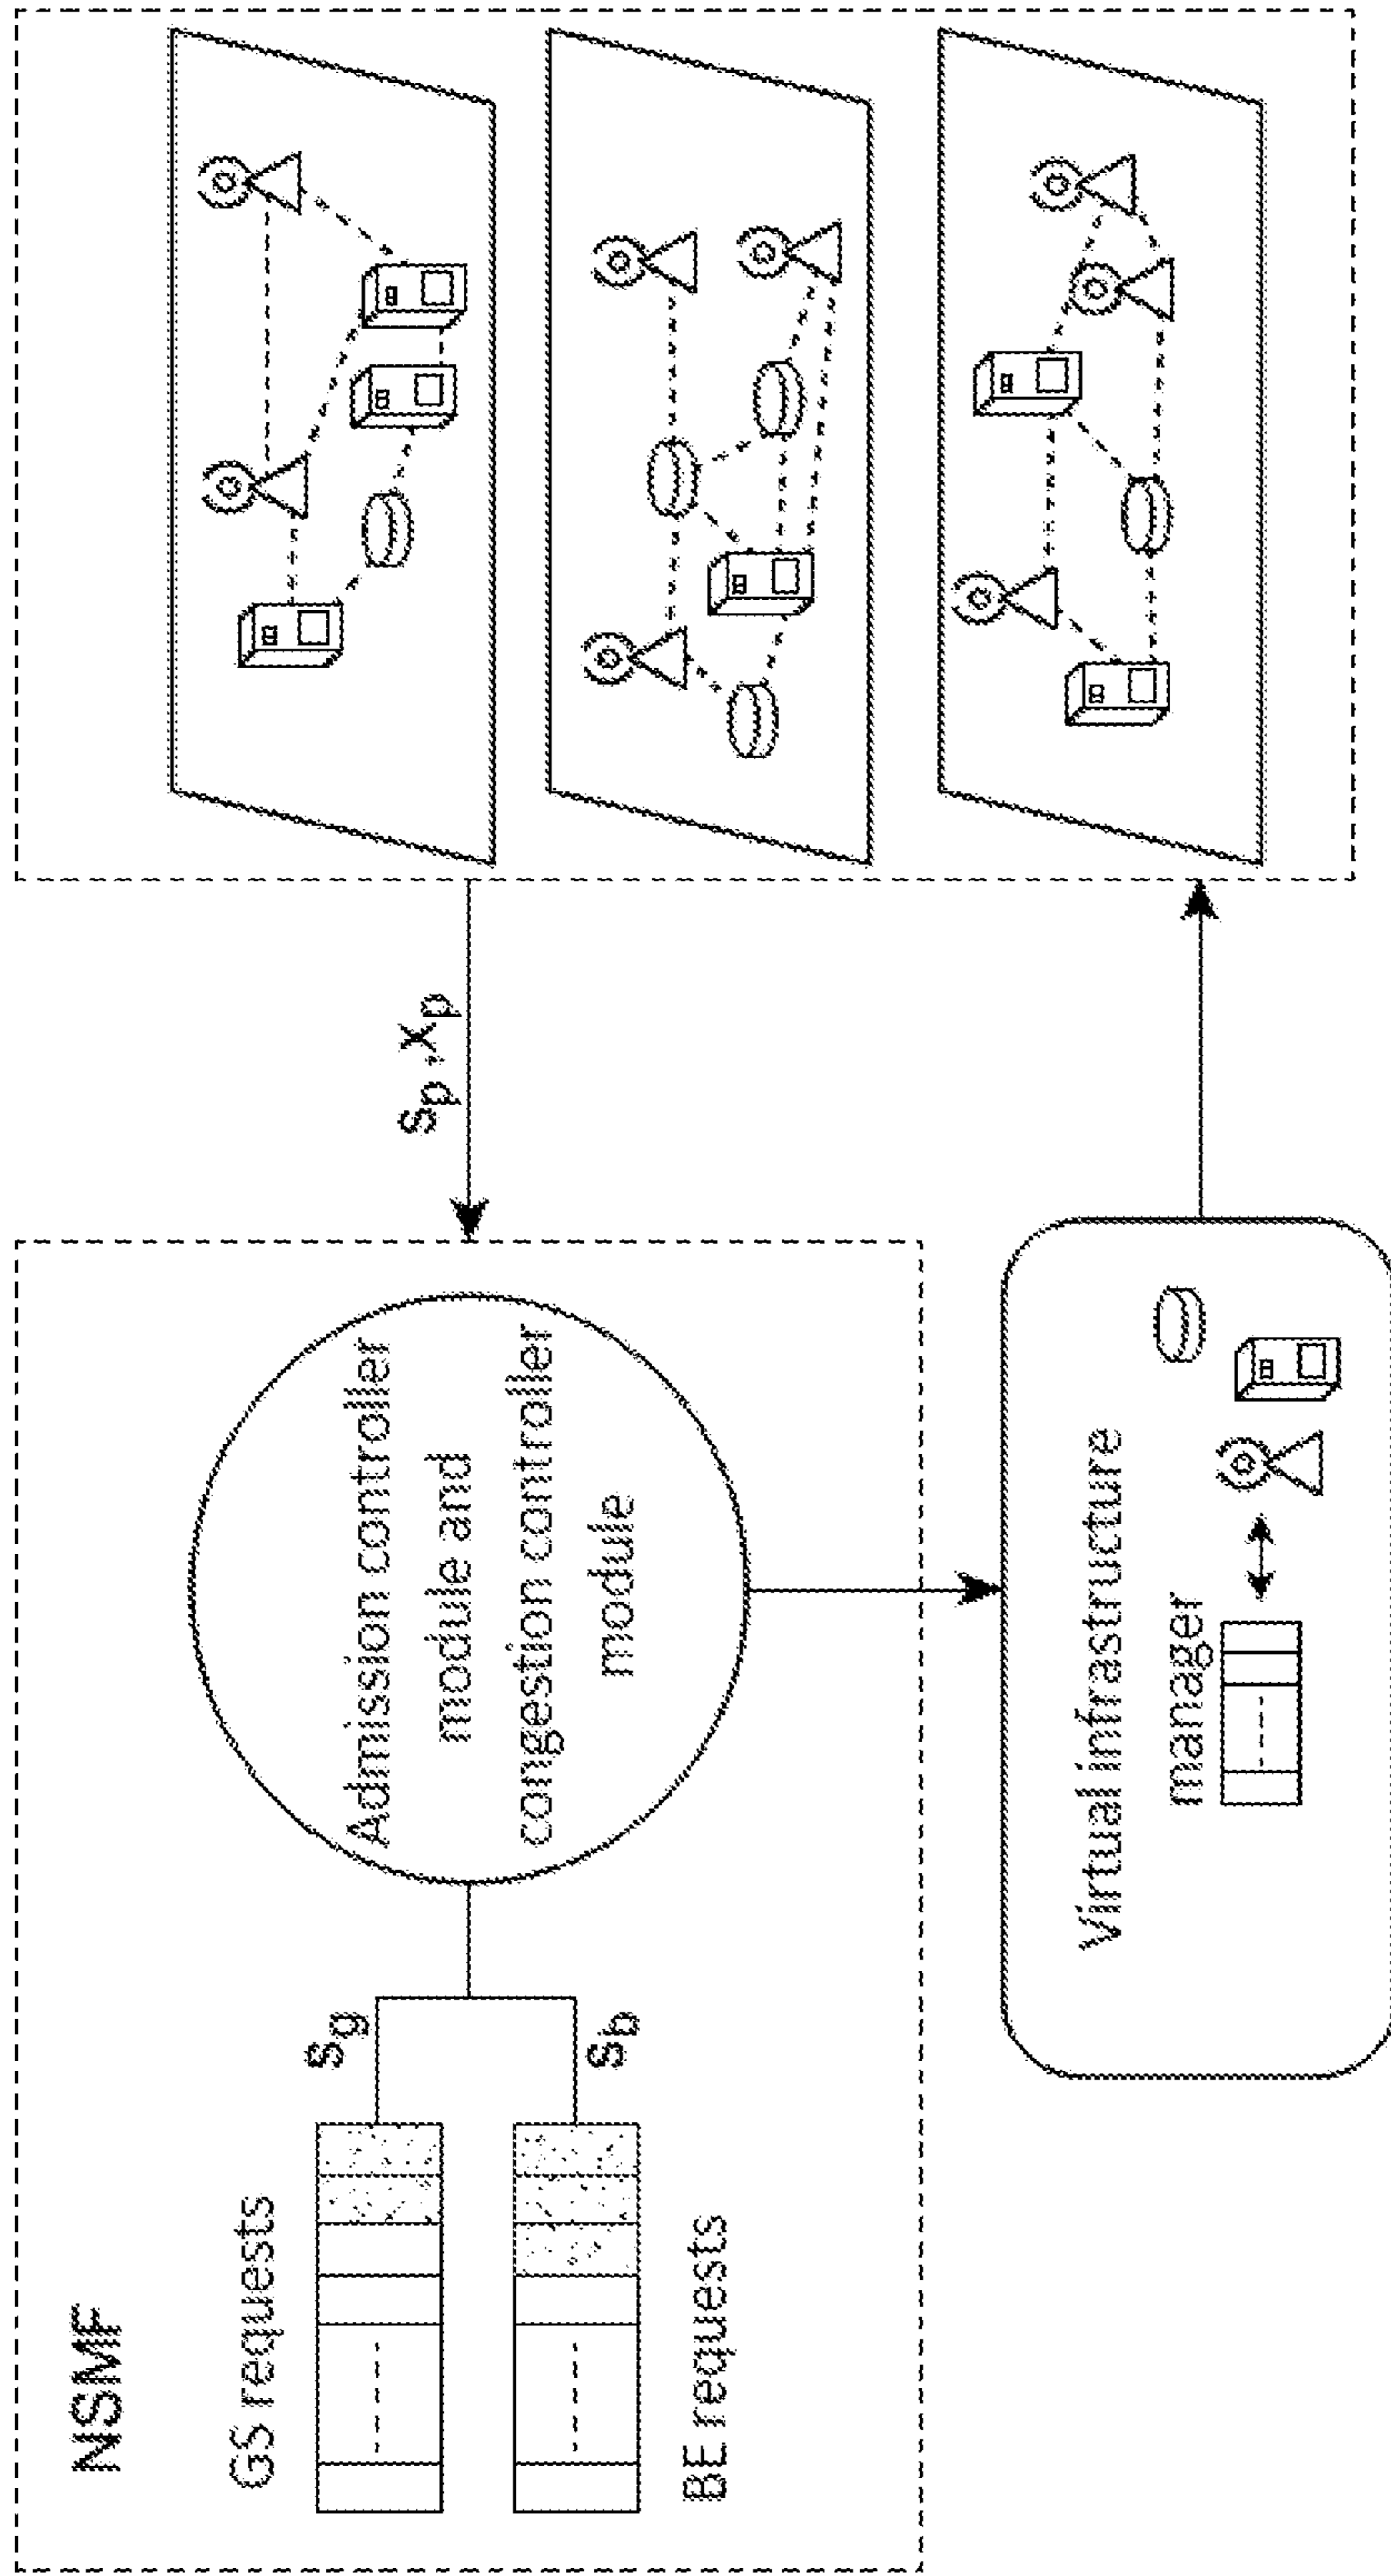 NSMF
GS requests
BE requests
Sg
Sb
Admission controller
module and
congestion controller
module
Sp ,Xp
Virtual infrastructure
manager